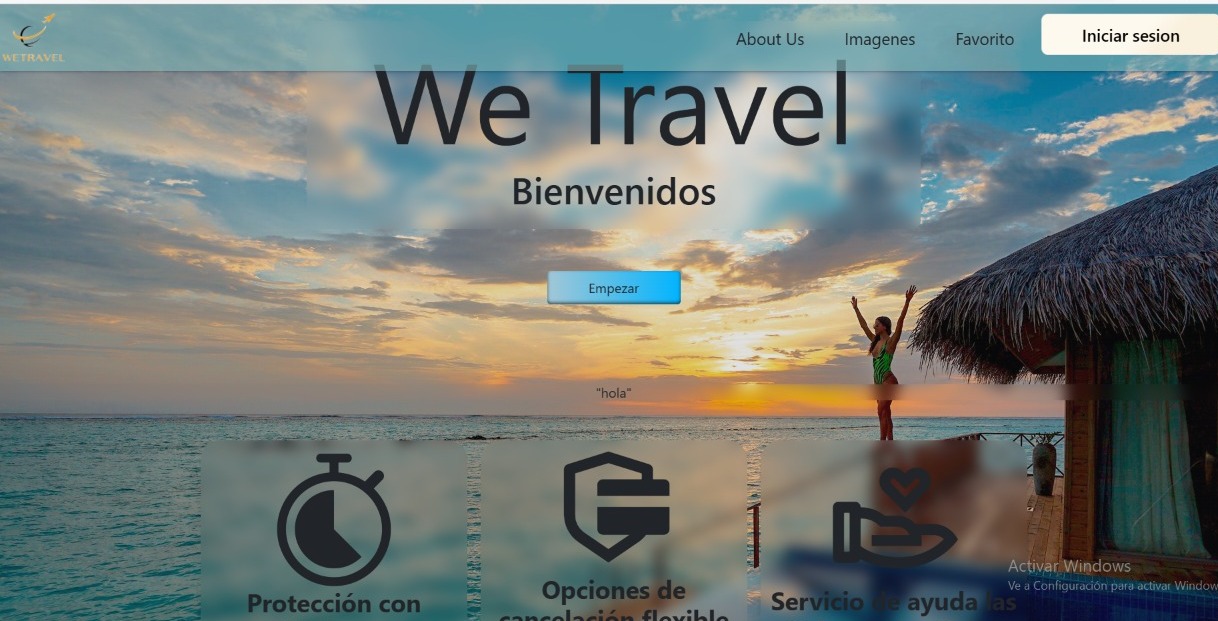 WETRAVEL
About Us
Imagenes
Favorito
Iniciar sesion
We Travel
Bienvenidos
Empezar
"hola"
Protección con
Opciones de
cancelación flexible
Servicio de ayuda las
Activar Windows
Ve a Configuración para activar Window